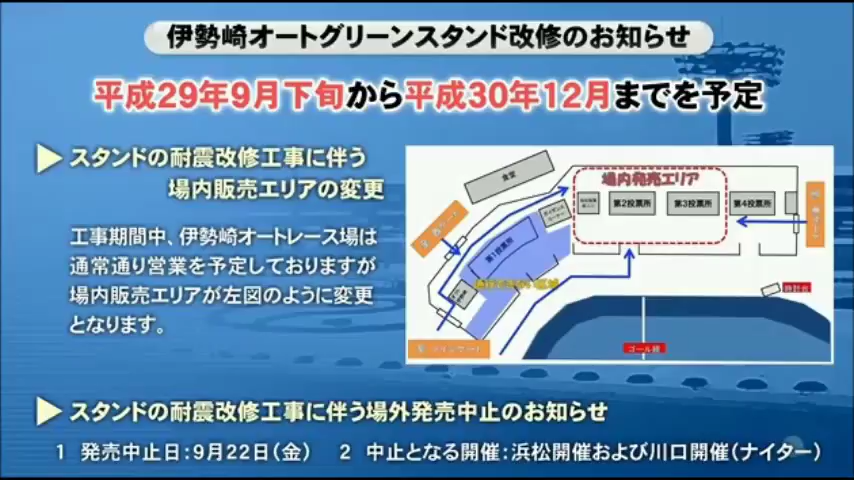 伊勢崎オートグリーンスタンド改修のお知らせ
平成29年9月下旬から平成30年12月までを予定
スタンドの耐震改修工事に伴う
場内販売エリアの変更
工事期間中、伊勢崎オートレース場は
通常通り営業を予定しておりますが
場内販売エリアが左図のように変更
となります。
食堂
場内発売エリア
第2投票所
第3投票所
第4投票所
第1投票所
時計台
ゴール線
スタンドの耐震改修工事に伴う場外発売中止のお知らせ
1 発売中止日:9月22日(金) 2 中止となる開催:浜松開催および川口開催(ナイター)